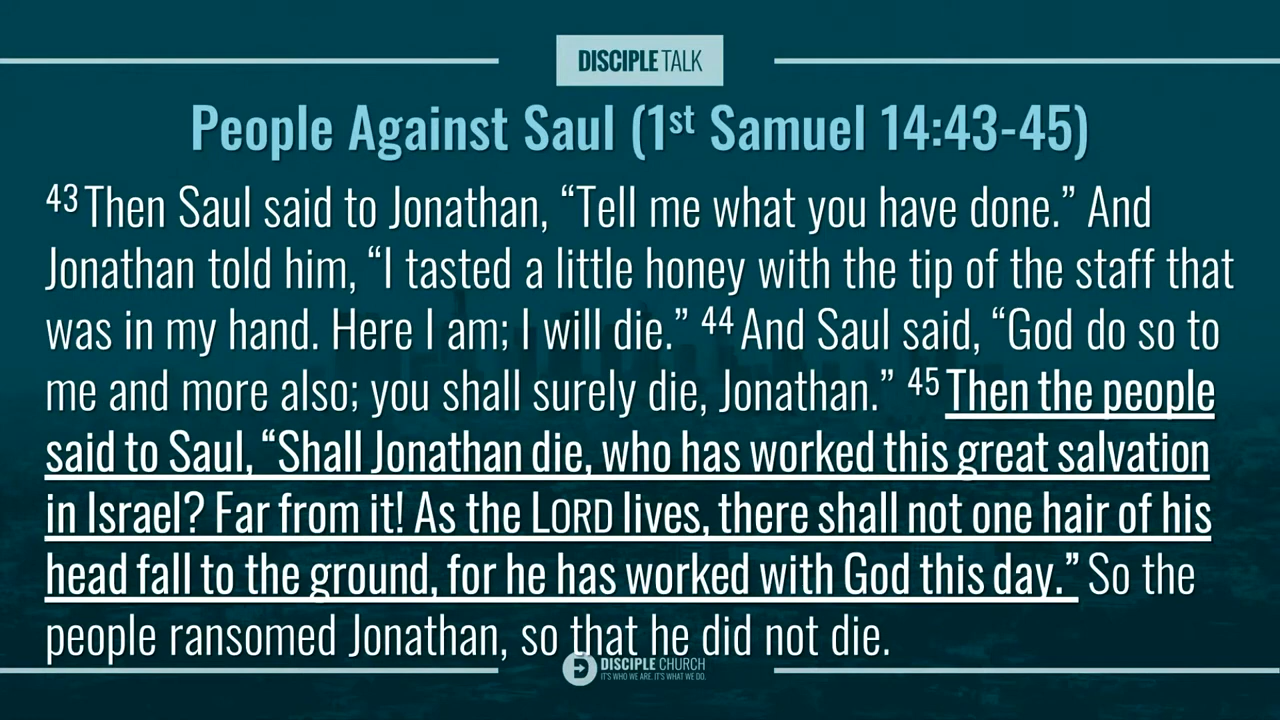 DISCIPLE TALK
People Against Saul (1st Samuel 14:43-45)
43 Then Saul said to Jonathan, “Tell me what you have done.” And
Jonathan told him, “I tasted a little honey with the tip of the staff that
was in my hand. Here I am; I will die.” 44 And Saul said, “God do so to
me and more also; you shall surely die, Jonathan.” 45 Then the people
said to Saul, “Shall Jonathan die, who has worked this great salvation
in Israel? Far from it! As the LORD lives, there shall not one hair of his
head fall to the ground, for he has worked with God this day.” So the
people ransomed Jonathan, so that he did not die.
DISCIPLE CHURCH
IT'S WHO WE ARE. IT'S WHAT WE DO.